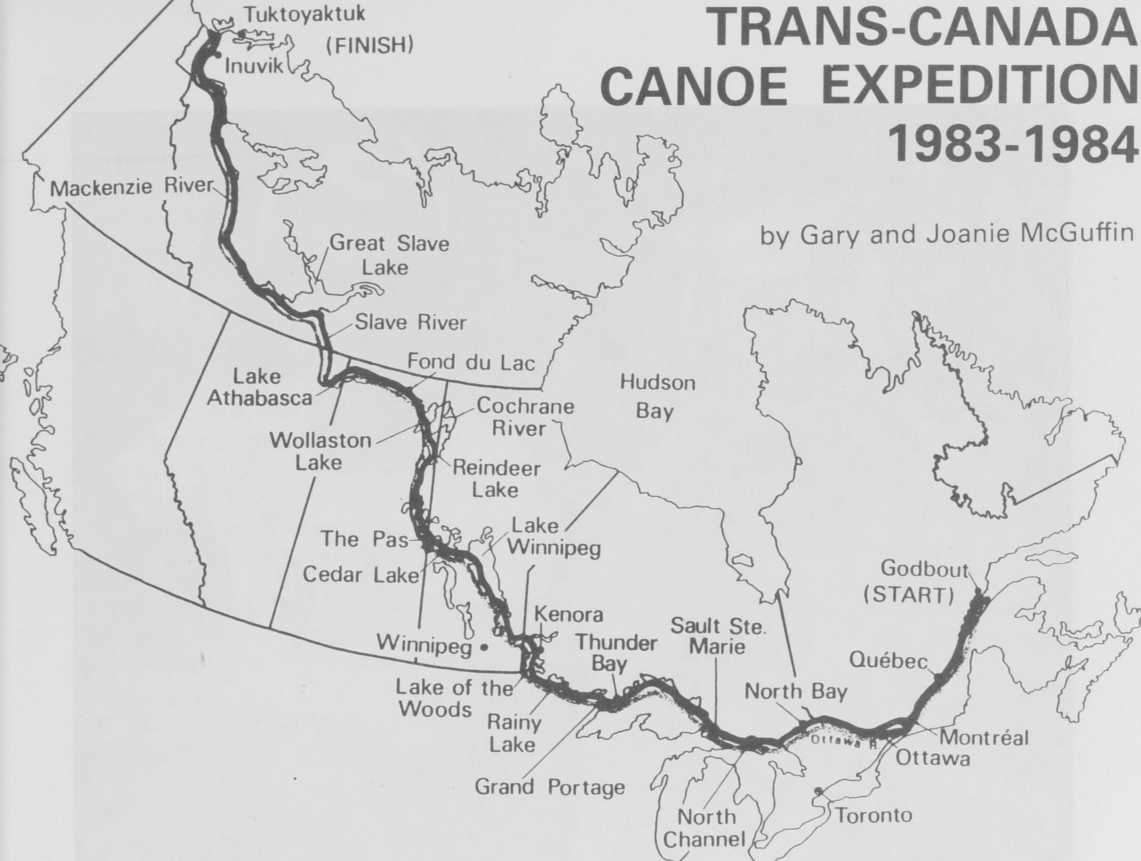 TRANS-CANADA
CANOE EXPEDITION
1983-1984
by Gary and Joanie McGuffin
Tuktoyaktuk
(FINISH)
Inuvik
Mackenzie River
Great Slave
Lake
Slave River
Fond du Lac
Lake
Athabasca
Cochrane
River
Wollaston
Lake
Reindeer
Lake
Hudson
Bay
The Pas
Lake
Winnipeg
Cedar Lake
Godbout
(START)
Kenora
Winnipeg
Thunder
Bay
Sault Ste.
Marie
Québec
Lake of the
Woods
North Bay
Rainy
Lake
Ottawa R.
Montréal
Ottawa
Grand Portage
North
Channel
Toronto